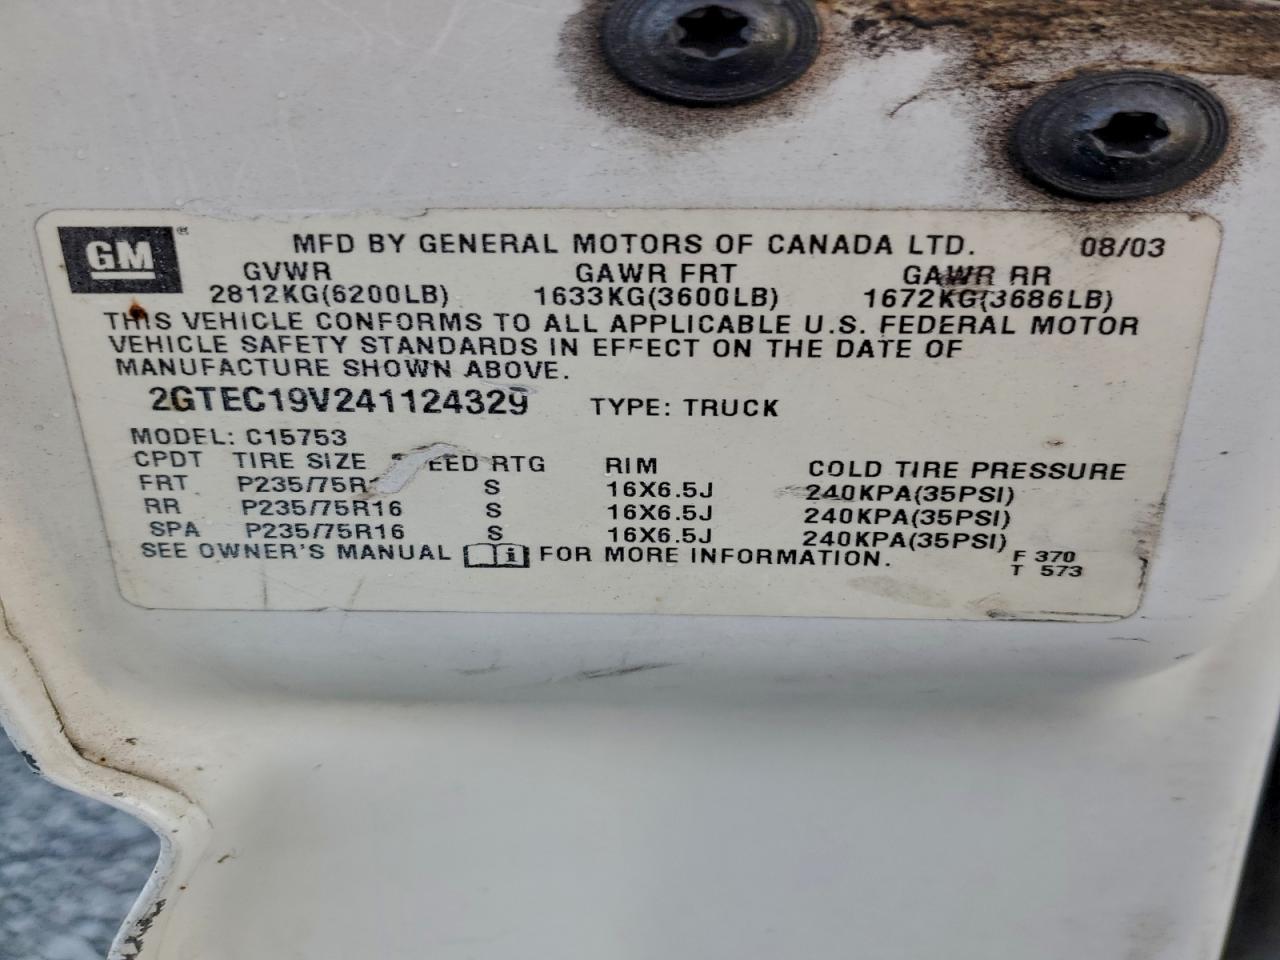 GM®
MFD BY GENERAL MOTORS OF CANADA LTD. 08/03
GVWR GAWR FRT GAWR RR
2812KG(6200LB) 1633KG(3600LB) 1672KG(3686LB)
THIS VEHICLE CONFORMS TO ALL APPLICABLE U.S. FEDERAL MOTOR
VEHICLE SAFETY STANDARDS IN EFFECT ON THE DATE OF
MANUFACTURE SHOWN ABOVE.
2GTEC19V241124329 TYPE: TRUCK
MODEL: C15753
CPDT TIRE SIZE RTG RIM COLD TIRE PRESSURE
FRT S 16X6.5J 240KPA(35PSI)
RR P235/75R16 S 16X6.5J 240KPA(35PSI)
SPA P235/75R16 S 16X6.5J 240KPA(35PSI)
SEE OWNER'S MANUAL i FOR MORE INFORMATION.
F 370
T 573